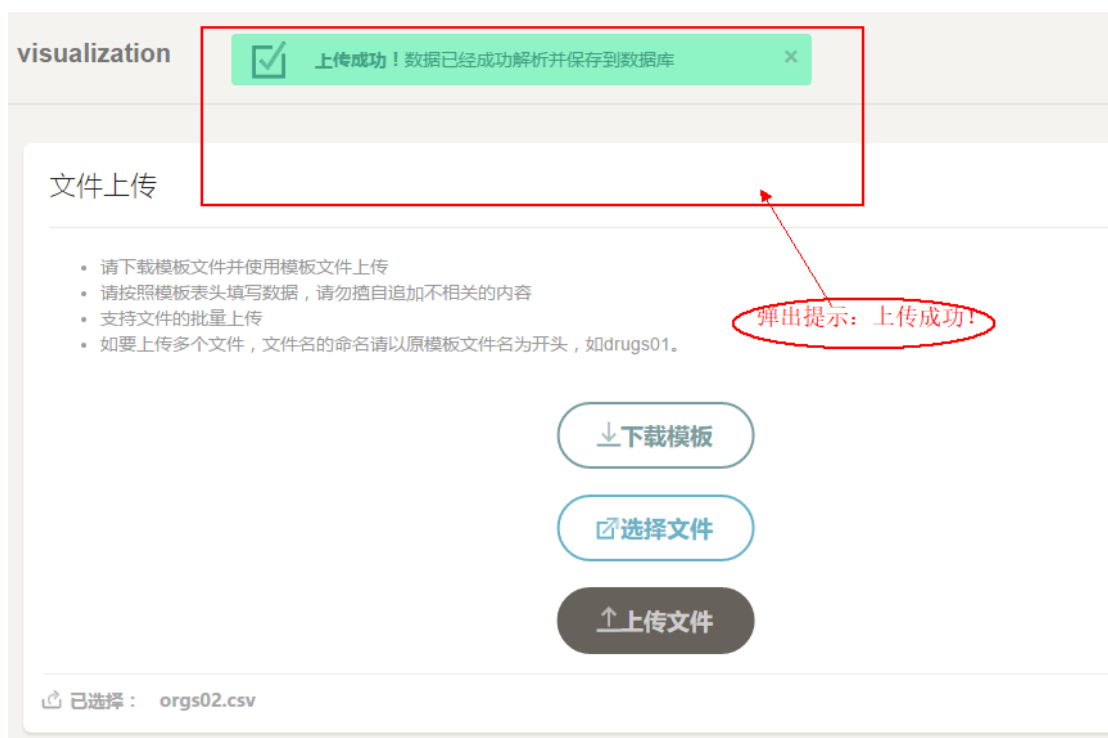 visualization
上传成功！数据已经成功解析并保存到数据库
×
文件上传
请下载模板文件并使用模板文件上传
请按照模板表头填写数据，请勿擅自追加不相关的内容
支持文件的批量上传
如要上传多个文件，文件名的命名请以原模板文件名为开头，如drugs01。
弹出提示：上传成功！
下载模板
选择文件
上传文件
已选择： orgs02.csv